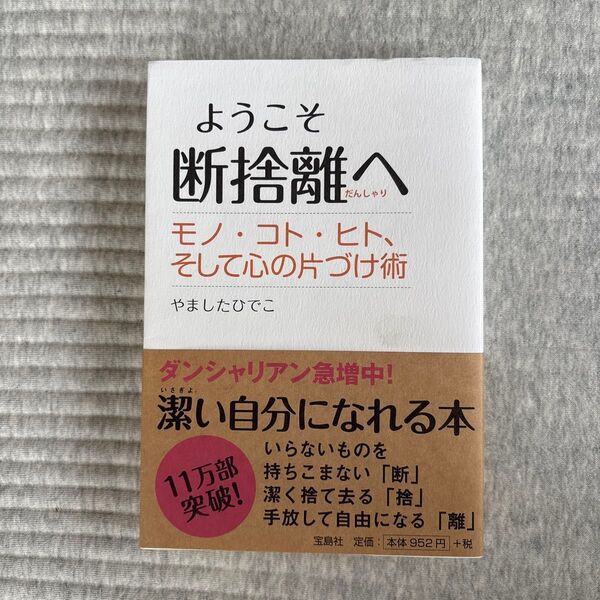 ようこそ
断捨離へ
だんしゃり
モノ・コト・ヒト、
そして心の片づけ術
やましたひでこ
ダンシャリアン急増中!
いさぎよ
潔い自分になれる本
11万部
突破!
いらないものを
持ちこまない「断」
潔く捨て去る「捨」
手放して自由になる「離」
宝島社 定価:本体952円+税